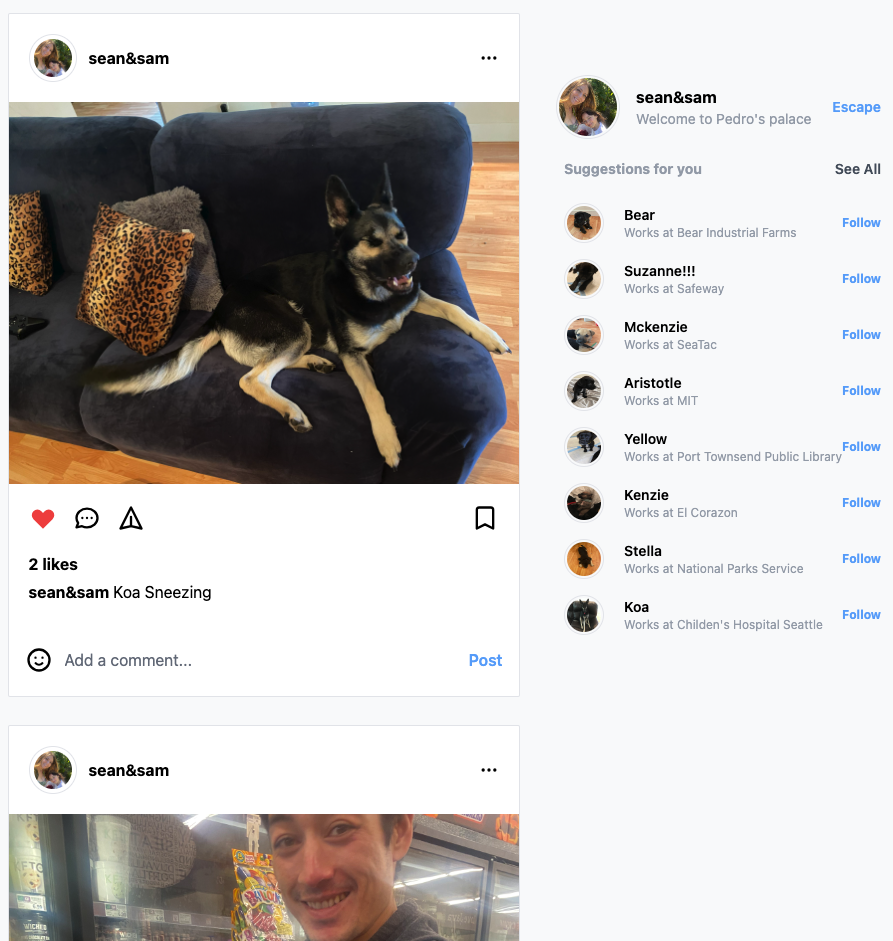 sean&sam
sean&sam
Welcome to Pedro's palace
Escape
Suggestions for you
See All
Bear
Works at Bear Industrial Farms
Follow
Suzanne!!!
Works at Safeway
Follow
Mckenzie
Works at SeaTac
Follow
Aristotle
Works at MIT
Follow
Yellow
Works at Port Townsend Public Library
Follow
Kenzie
Works at El Corazon
Follow
Stella
Works at National Parks Service
Follow
Koa
Works at Childen's Hospital Seattle
Follow
2 likes
sean&sam Koa Sneezing
Add a comment...
Post
sean&sam